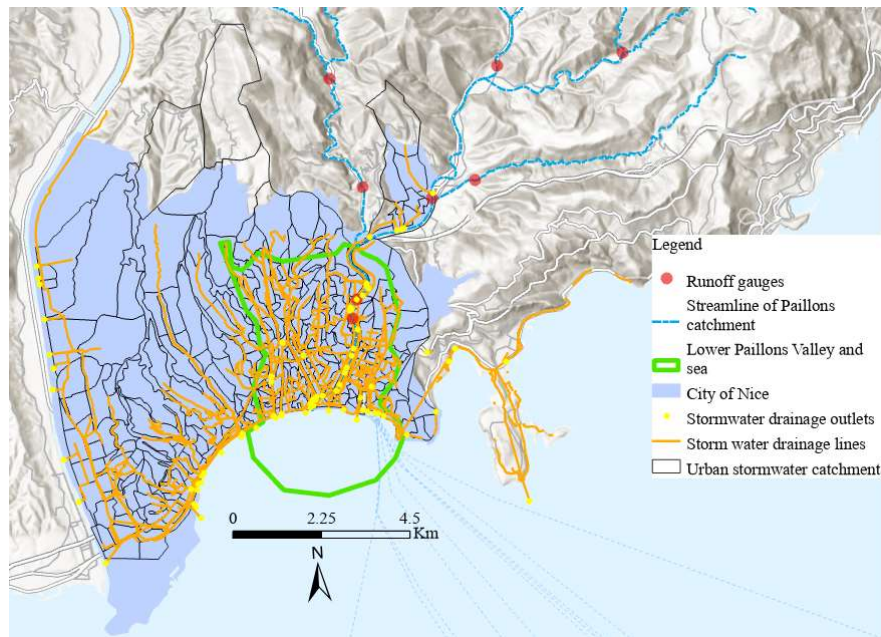 Legend
Runoff gauges
Streamline of Paillons
catchment
Lower Paillons Valley and
sea
City of Nice
Stormwater drainage outlets
Storm water drainage lines
Urban stormwater catchment
0 2.25 4.5
Km
N